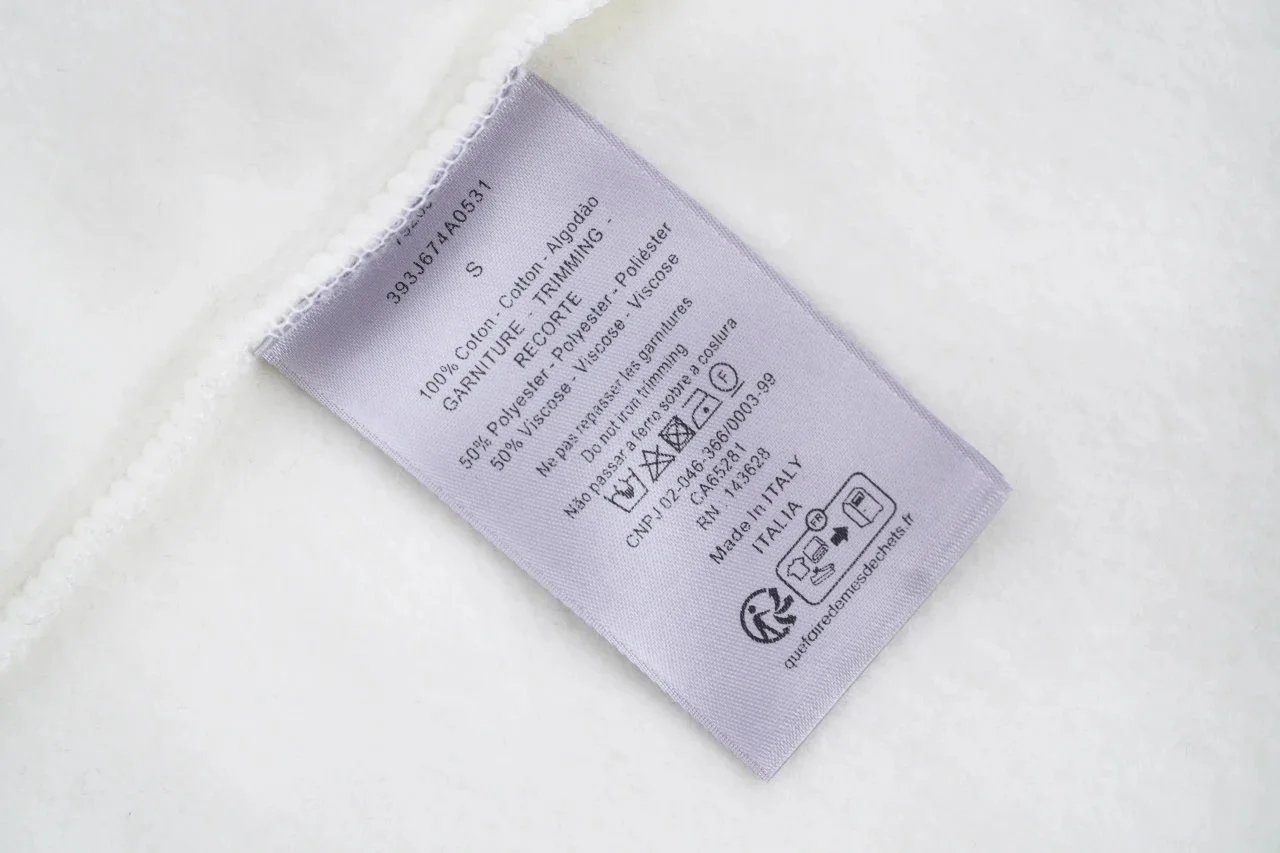 393J674A0531
S
100% Coton - Cotton - Algodão
GARNITURE - TRIMMING -
RECORTE
50% Polyester - Polyester - Poliéster
50% Viscose - Viscose - Viscose
Ne pas repasser les garnitures
Do not iron trimming
Não passar a ferro sobre a coslura
F
CNPJ 02-046-366/0003-99
CA65281
RN : 143628
Made In ITALY
ITALIA
FR
quefairedemesdechets.fr